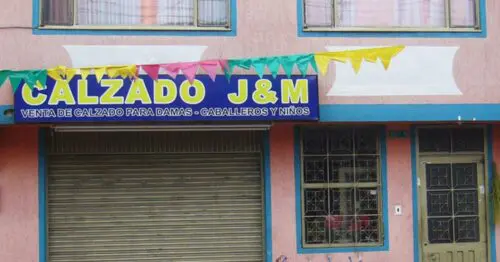 CALZADO J&M
VENTA DE CALZADO PARA DAMAS - CABALLEROS Y NIÑOS